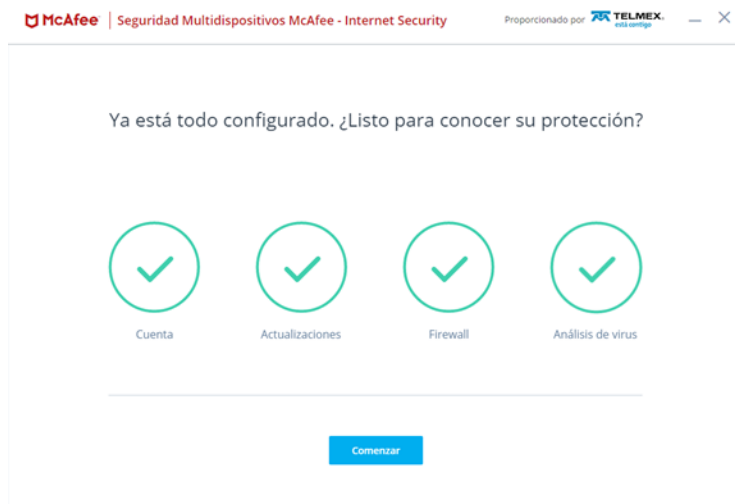 McAfee Seguridad Multidispositivos McAfee - Internet Security Proporcionado por TELMEX.
está contigo
Ya está todo configurado. ¿Listo para conocer su protección?
Cuenta Actualizaciones Firewall Análisis de virus
Comenzar